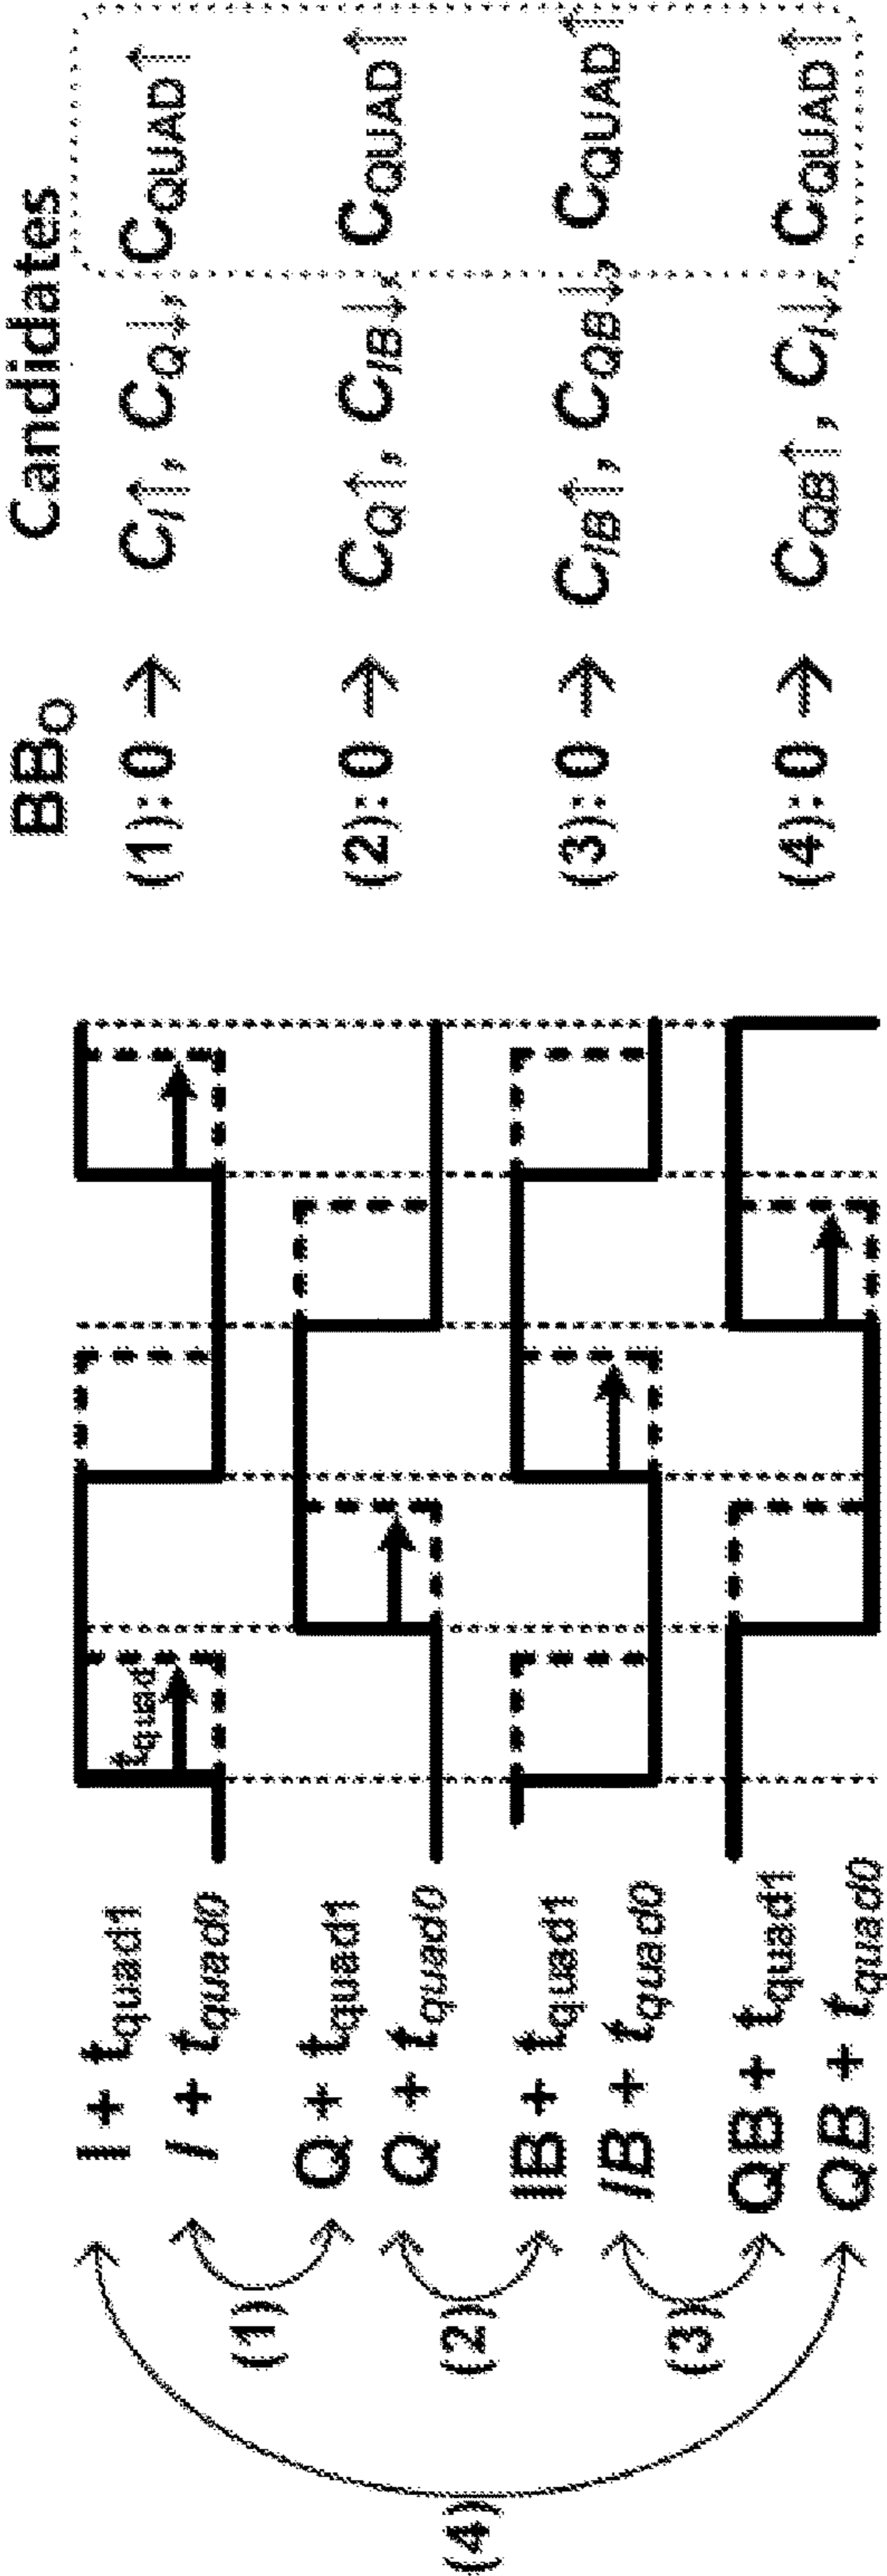 BB_O Candidates
I + t_quad1
I + t_quad0
(1)
Q + t_quad1
Q + t_quad0
(2)
IB + t_quad1
IB + t_quad0
(3)
QB + t_quad1
QB + t_quad0
(4)
t_quad
(1): 0 → C_I↑, C_Q↓, C_QUAD↑
(2): 0 → C_Q↑, C_IB↓, C_QUAD↑
(3): 0 → C_IB↑, C_QB↓, C_QUAD↑
(4): 0 → C_QB↑, C_I↓, C_QUAD↑